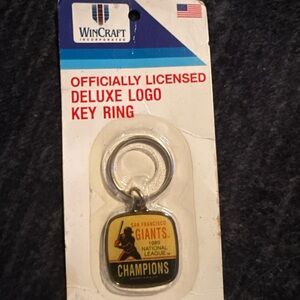 WINCRAFT
INCORPORATED
OFFICIALLY LICENSED
DELUXE LOGO
KEY RING
SAN FRANCISCO
GIANTS
1989
NATIONAL
LEAGUE
CHAMPIONS